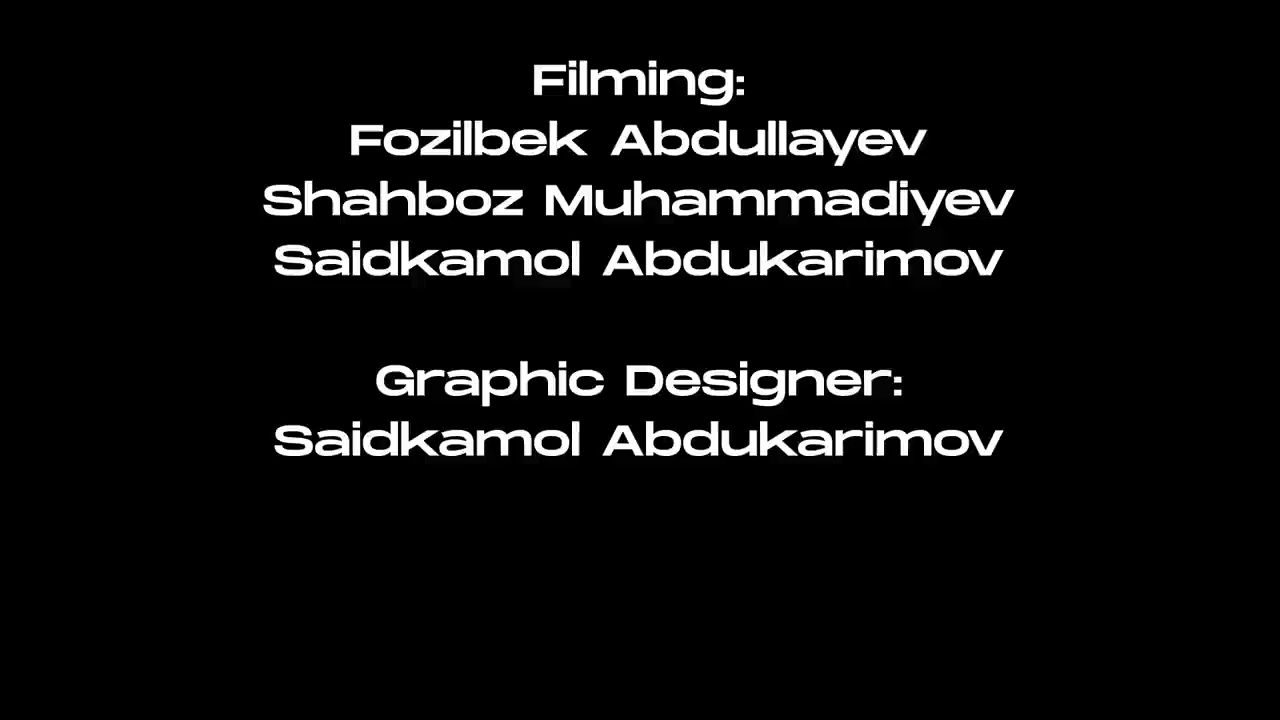 Filming:
Fozilbek Abdullayev
Shahboz Muhammadiyev
Saidkamol Abdukarimov
Graphic Designer:
Saidkamol Abdukarimov